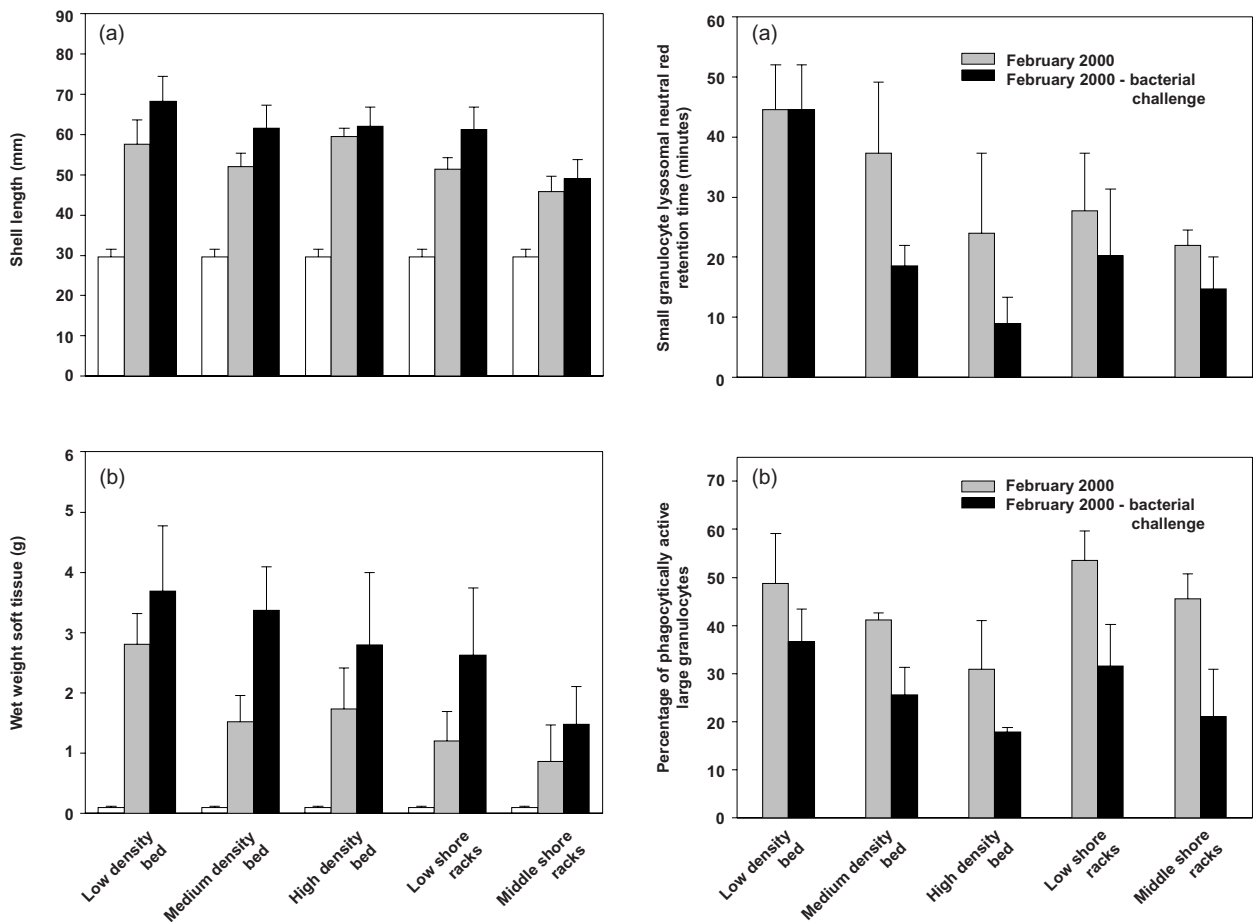 (a)
Shell length (mm)
90
80
70
60
50
40
30
20
10
0
(a)
Small granulocyte lysosomal neutral red
retention time (minutes)
60
50
40
30
20
10
0
February 2000
February 2000 - bacterial
challenge
(b)
Wet weight soft tissue (g)
6
5
4
3
2
1
0
Low density
bed
Medium density
bed
High density
bed
Low shore
racks
Middle shore
racks
(b)
Percentage of phagocytically active
large granulocytes
70
60
50
40
30
20
10
0
February 2000
February 2000 - bacterial
challenge
Low density
bed
Medium density
bed
High density
bed
Low shore
racks
Middle shore
racks